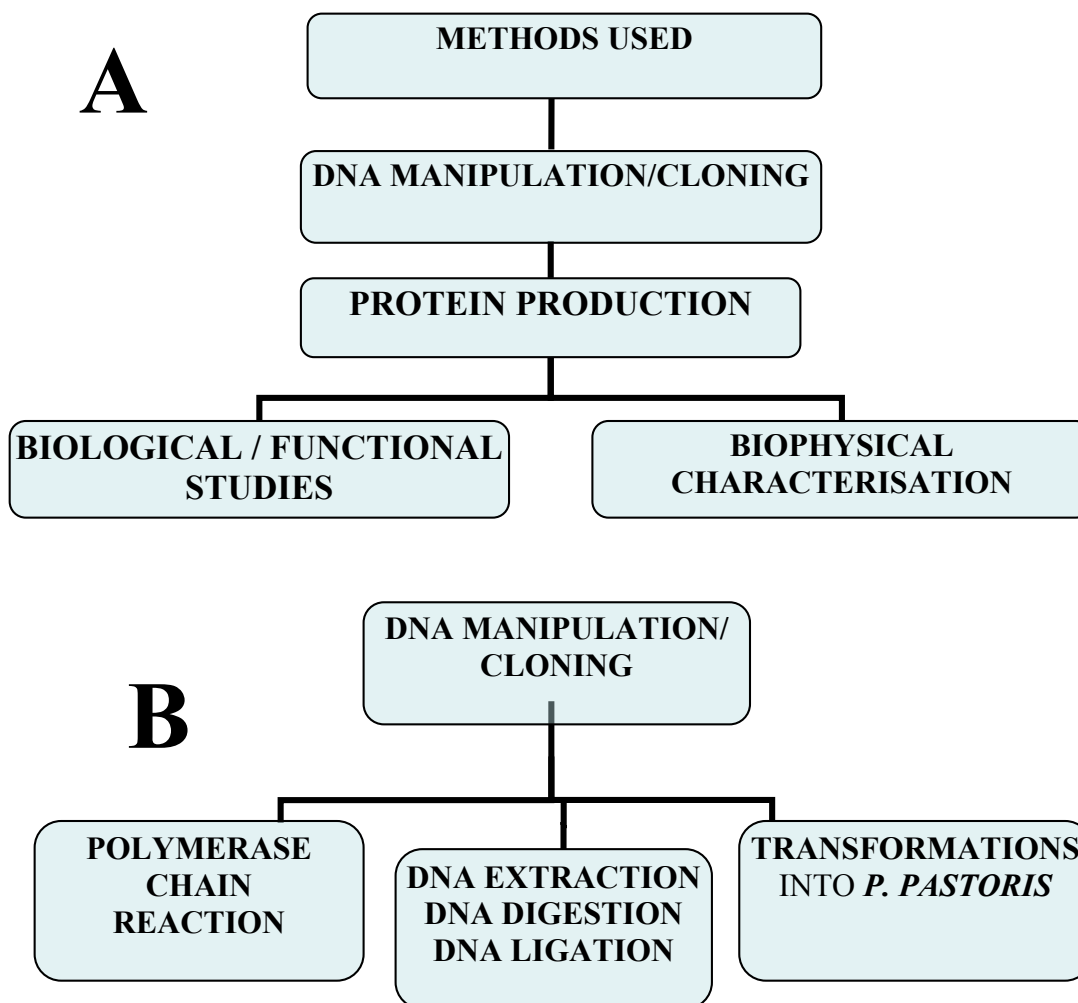 A
METHODS USED
DNA MANIPULATION/CLONING
PROTEIN PRODUCTION
BIOLOGICAL / FUNCTIONAL
STUDIES
BIOPHYSICAL
CHARACTERISATION
B
DNA MANIPULATION/
CLONING
POLYMERASE
CHAIN
REACTION
DNA EXTRACTION
DNA DIGESTION
DNA LIGATION
TRANSFORMATIONS
INTO P. PASTORIS